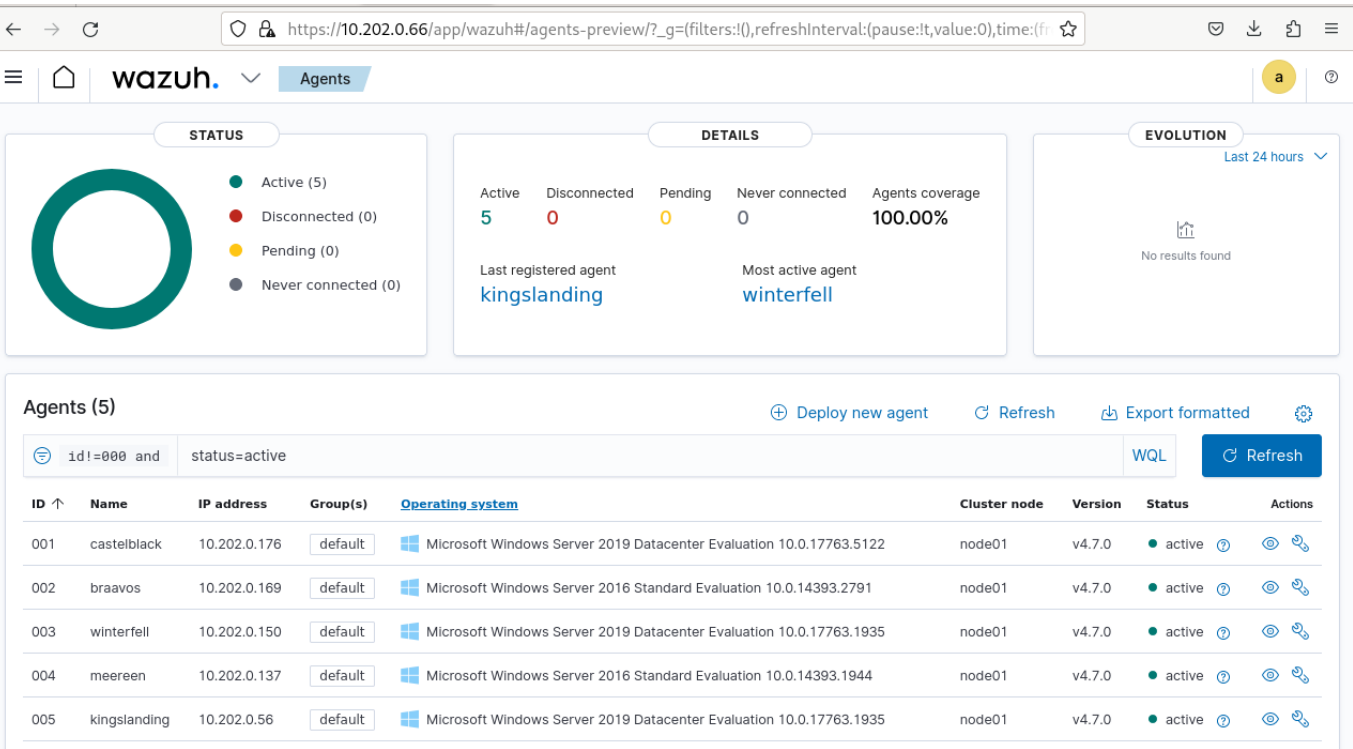 https://10.202.0.66/app/wazuh#/agents-preview/?_g=(filters:!(),refreshInterval:(pause:!t,value:0),time:(fr
wazuh. Agents a
STATUS
Active (5)
Disconnected (0)
Pending (0)
Never connected (0)
DETAILS
Active Disconnected Pending Never connected Agents coverage
5 0 0 0 100.00%
Last registered agent Most active agent
kingslanding winterfell
EVOLUTION
Last 24 hours
No results found
Agents (5) Deploy new agent Refresh Export formatted
id!=000 and status=active WQL Refresh
ID Name IP address Group(s) Operating system Cluster node Version Status Actions
001 castelblack 10.202.0.176 default Microsoft Windows Server 2019 Datacenter Evaluation 10.0.17763.5122 node01 v4.7.0 active
002 braavos 10.202.0.169 default Microsoft Windows Server 2016 Standard Evaluation 10.0.14393.2791 node01 v4.7.0 active
003 winterfell 10.202.0.150 default Microsoft Windows Server 2019 Datacenter Evaluation 10.0.17763.1935 node01 v4.7.0 active
004 meereen 10.202.0.137 default Microsoft Windows Server 2016 Standard Evaluation 10.0.14393.1944 node01 v4.7.0 active
005 kingslanding 10.202.0.56 default Microsoft Windows Server 2019 Datacenter Evaluation 10.0.17763.1935 node01 v4.7.0 active